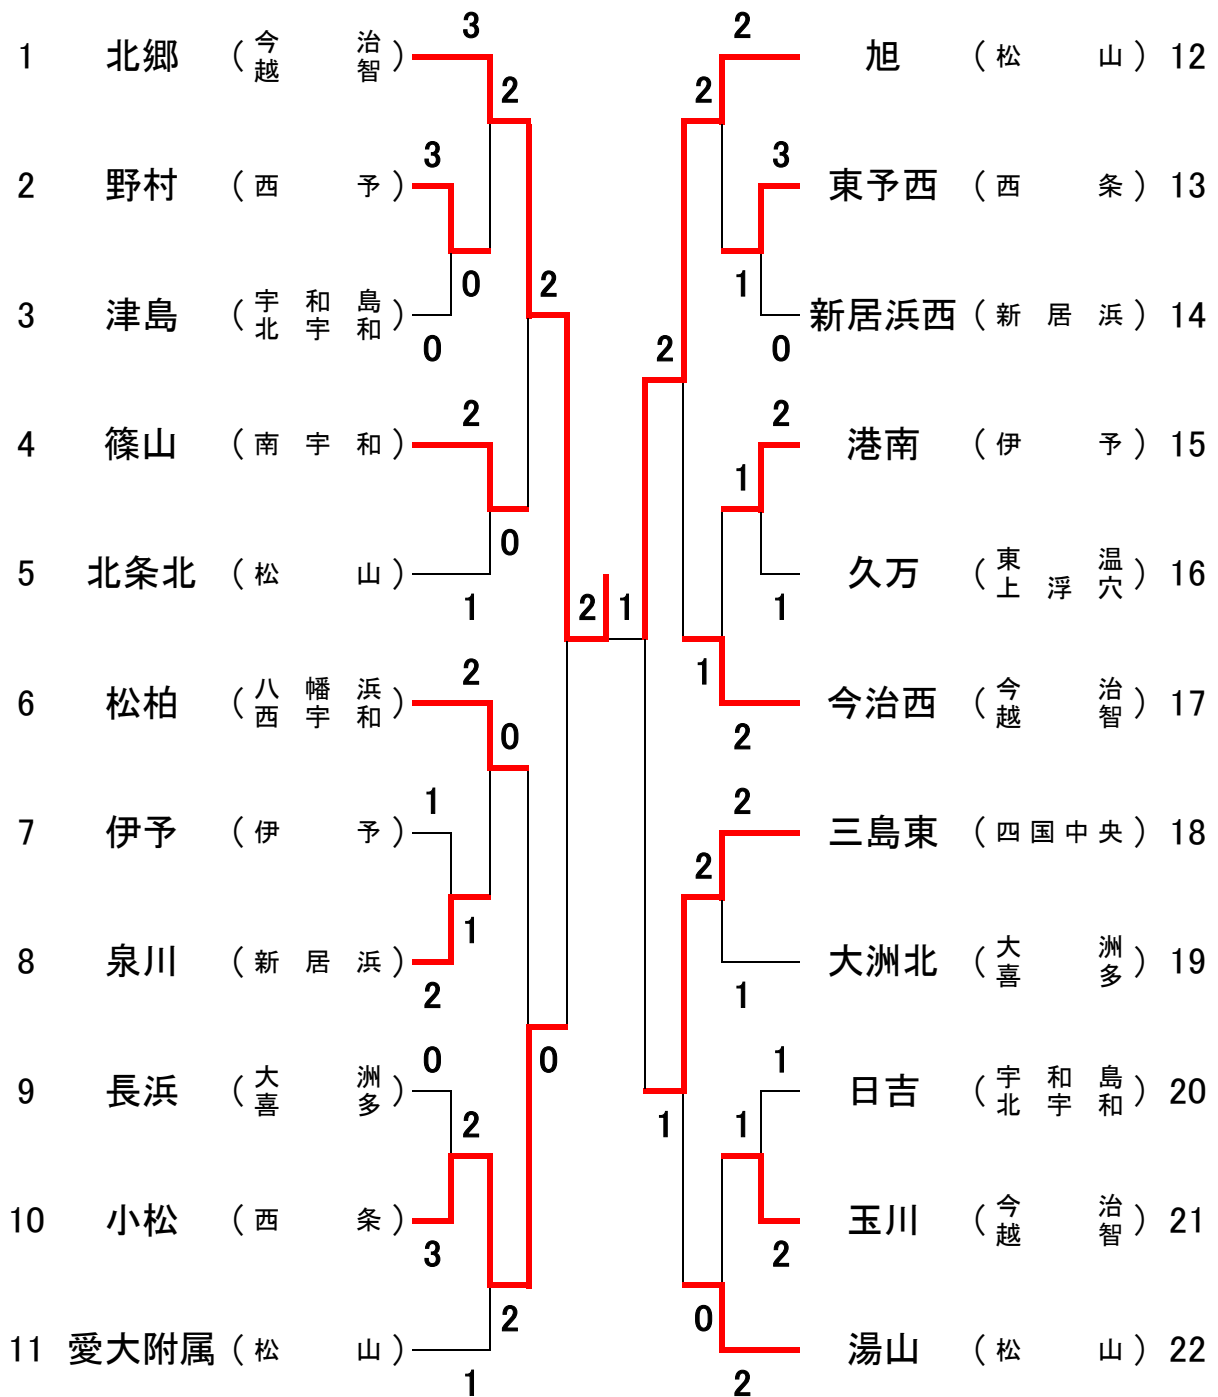 1 北郷 (今治越智) 3
2
2 野村 (西予) 3
0
3 津島 (宇和島北宇和) 0
2
4 篠山 (南宇和) 2
0
5 北条北 (松山) 1
2
6 松柏 (八幡浜西宇和) 2
0
7 伊予 (伊予) 1
1
8 泉川 (新居浜) 2
0
9 長浜 (大洲喜多) 0
2
10 小松 (西条) 3
2
11 愛大附属 (松山) 1
2 旭 (松山) 12
2
3 東予西 (西条) 13
1
0 新居浜西 (新居浜) 14
2
2 港南 (伊予) 15
1
1 久万 (東温上浮穴) 16
1
1
2 今治西 (今治越智) 17
2 三島東 (四国中央) 18
2
1 大洲北 (大洲喜多) 19
1
1 日吉 (宇和島北宇和) 20
1
2 玉川 (今治越智) 21
0
2 湯山 (松山) 22